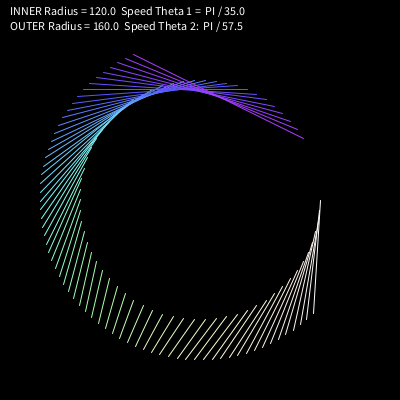 INNER Radius = 120.0  Speed Theta 1 =  PI / 35.0
OUTER Radius = 160.0  Speed Theta 2:  PI / 57.5